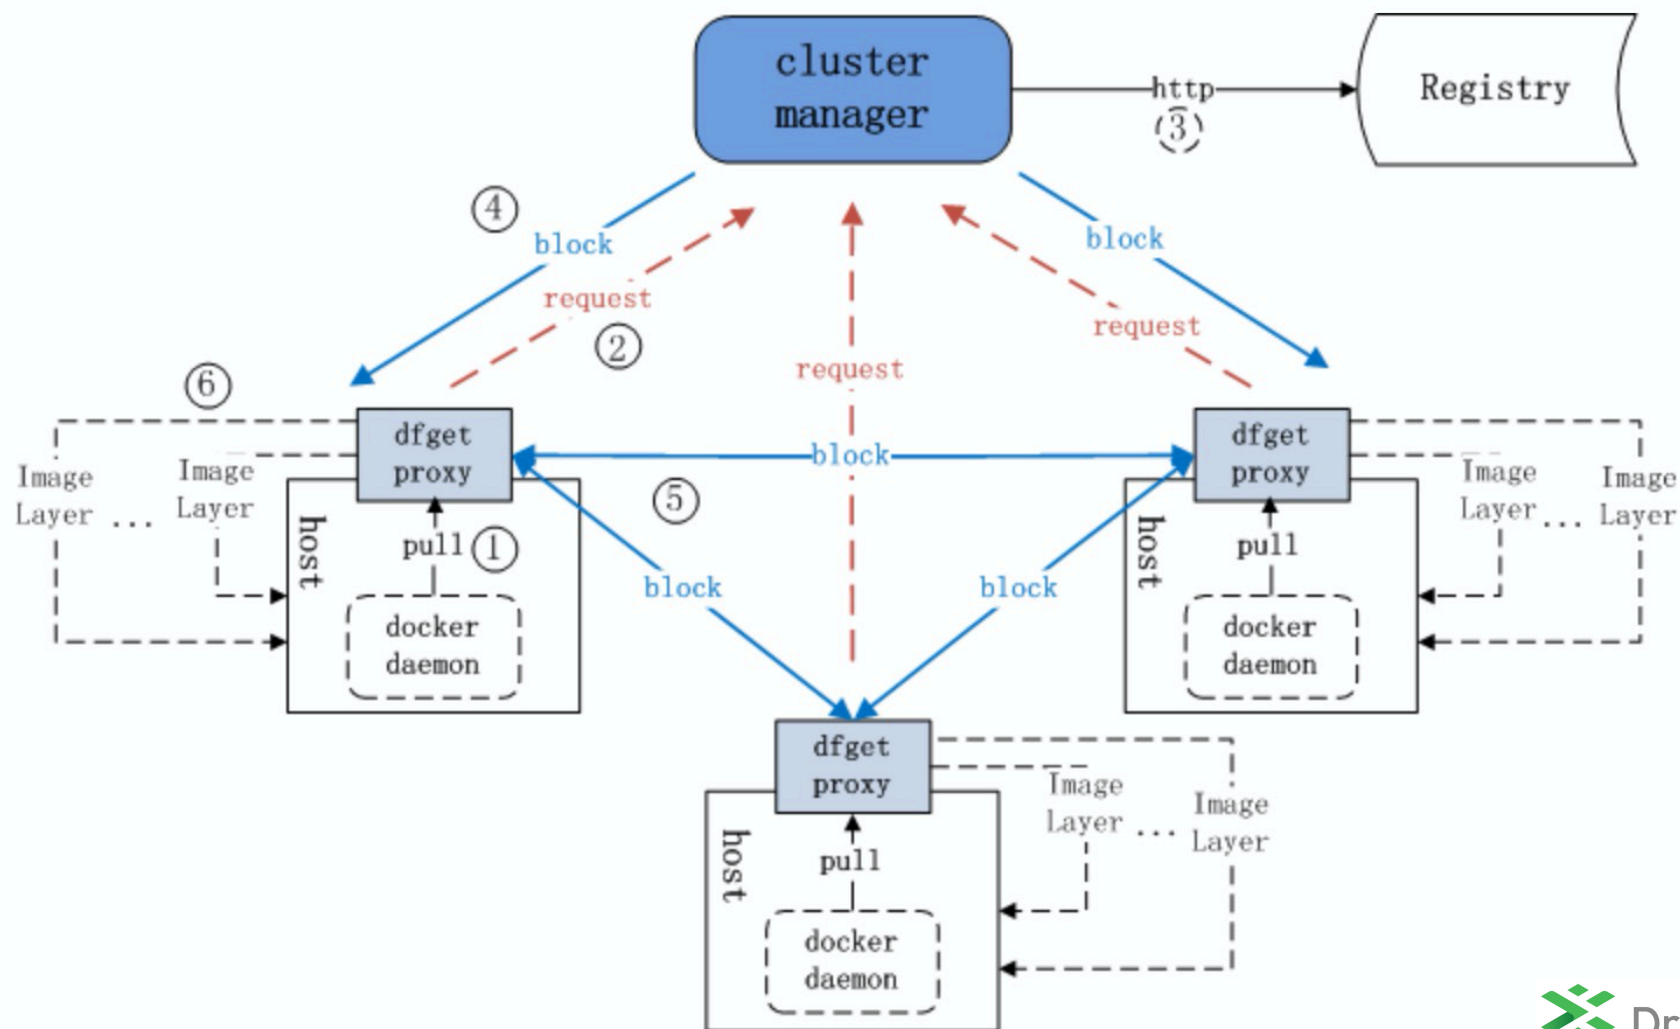 cluster
manager
http
③
Registry
④
block
block
request
②
request
request
⑥
dfget
proxy
block
dfget
proxy
Image
Layer
...
Image
Layer
⑤
Image
Layer
...
Image
Layer
host
pull
①
host
pull
block
block
docker
daemon
docker
daemon
dfget
proxy
Image
Layer
...
Image
Layer
host
pull
docker
daemon